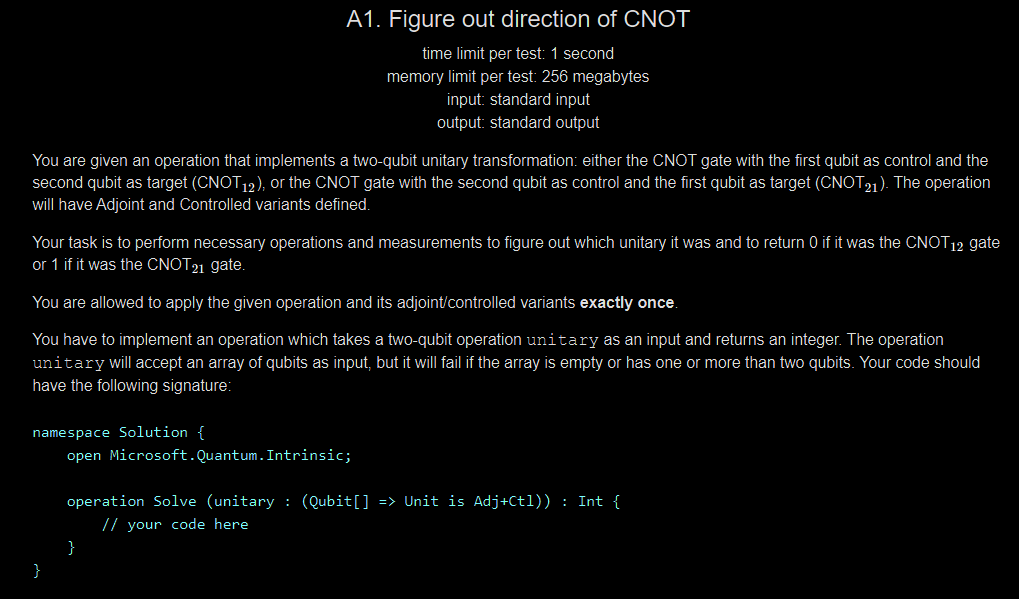 A1. Figure out direction of CNOT
time limit per test: 1 second
memory limit per test: 256 megabytes
input: standard input
output: standard output
You are given an operation that implements a two-qubit unitary transformation: either the CNOT gate with the first qubit as control and the
second qubit as target (CNOT₁₂), or the CNOT gate with the second qubit as control and the first qubit as target (CNOT₂₁). The operation
will have Adjoint and Controlled variants defined.
Your task is to perform necessary operations and measurements to figure out which unitary it was and to return 0 if it was the CNOT₁₂ gate
or 1 if it was the CNOT₂₁ gate.
You are allowed to apply the given operation and its adjoint/controlled variants exactly once.
You have to implement an operation which takes a two-qubit operation unitary as an input and returns an integer. The operation
unitary will accept an array of qubits as input, but it will fail if the array is empty or has one or more than two qubits. Your code should
have the following signature:
namespace Solution {
    open Microsoft.Quantum.Intrinsic;
    operation Solve (unitary : (Qubit[] => Unit is Adj+Ctl)) : Int {
        // your code here
    }
}